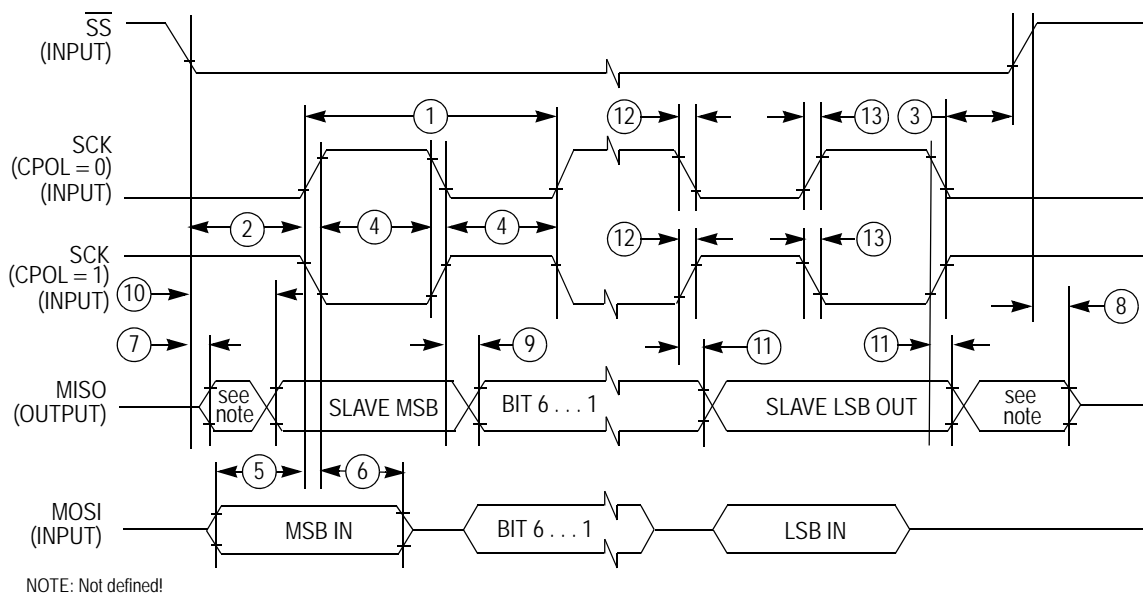 SS
(INPUT)
1
12
13
3
SCK
(CPOL = 0)
(INPUT)
2
4
4
SCK
(CPOL = 1)
(INPUT)
12
13
10
8
7
9
11
11
MISO
(OUTPUT)
see
note
SLAVE MSB
BIT 6 . . . 1
SLAVE LSB OUT
see
note
5
6
MOSI
(INPUT)
MSB IN
BIT 6 . . . 1
LSB IN
NOTE: Not defined!